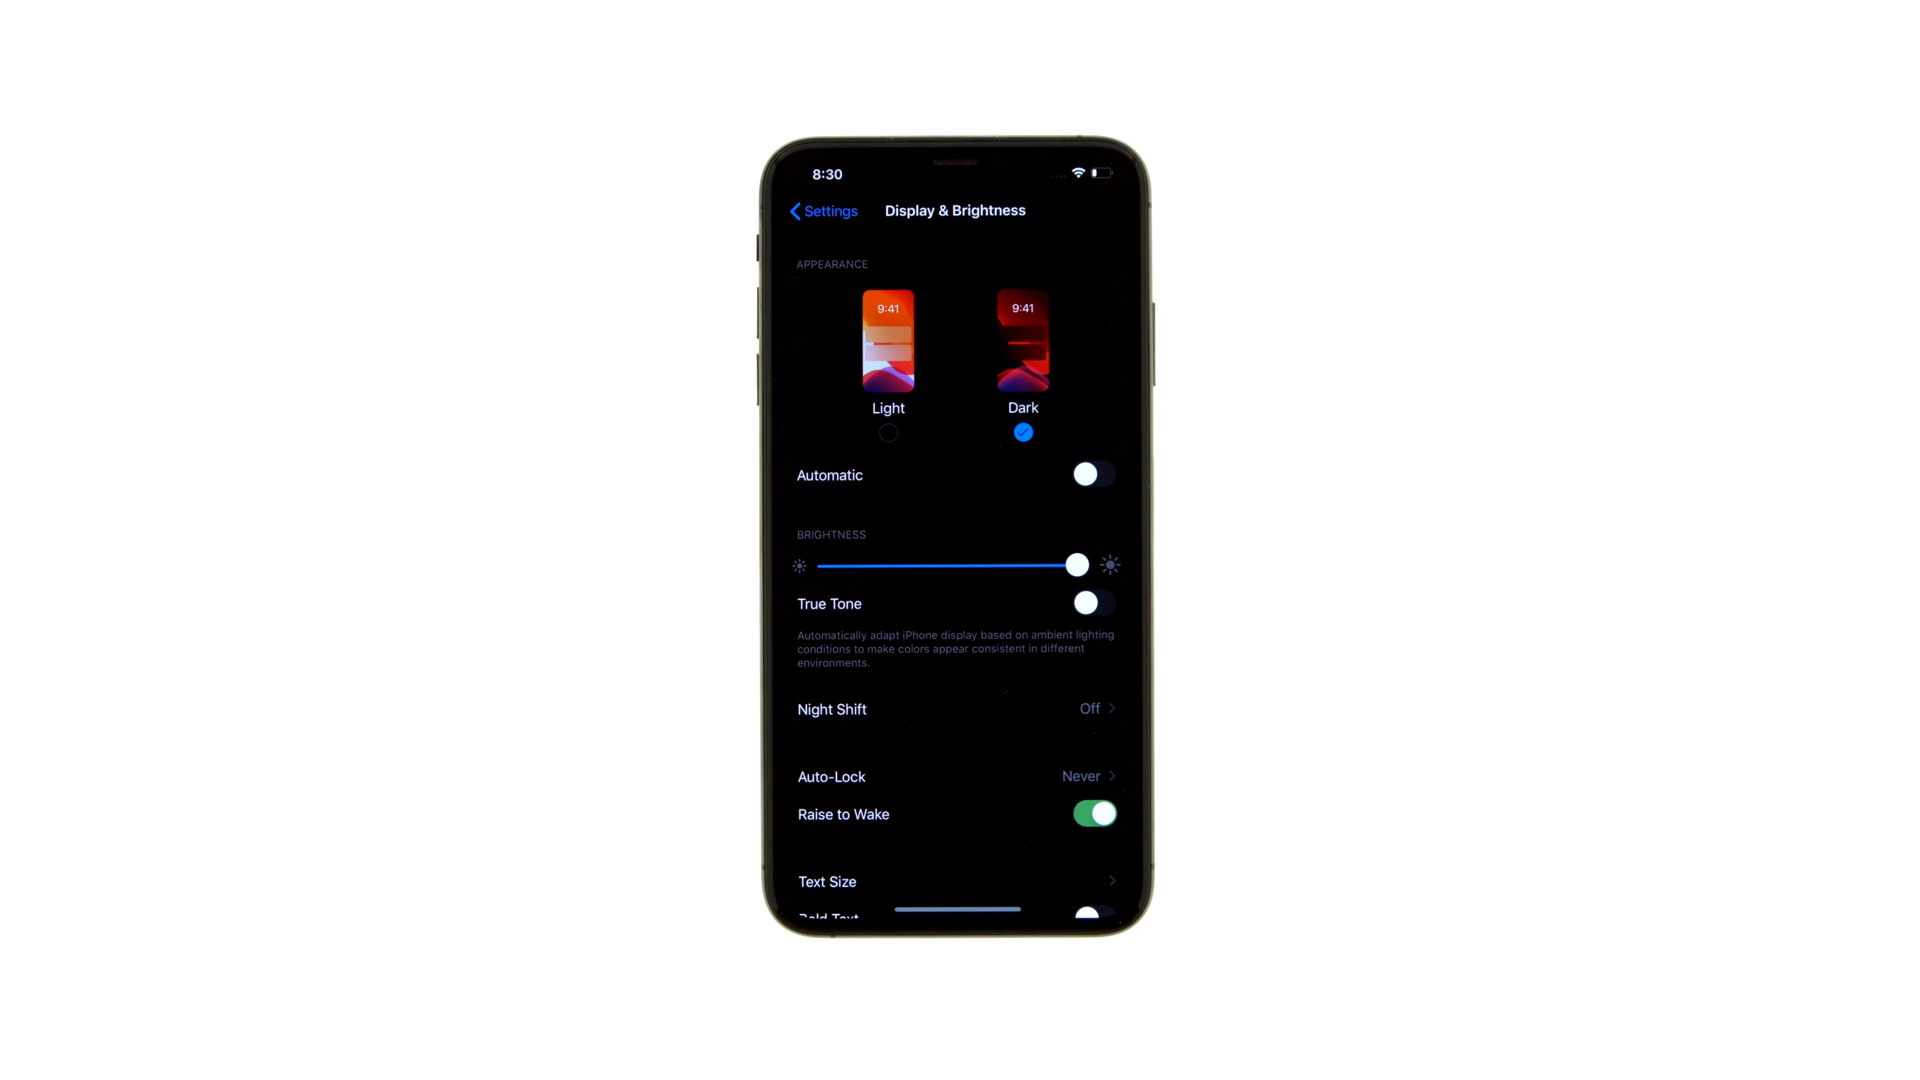 8:30
Settings
Display & Brightness
APPEARANCE
9:41
9:41
Light
Dark
Automatic
BRIGHTNESS
True Tone
Automatically adapt iPhone display based on ambient lighting
conditions to make colors appear consistent in different
environments.
Night Shift
Off
Auto-Lock
Never
Raise to Wake
Text Size
Bold Text